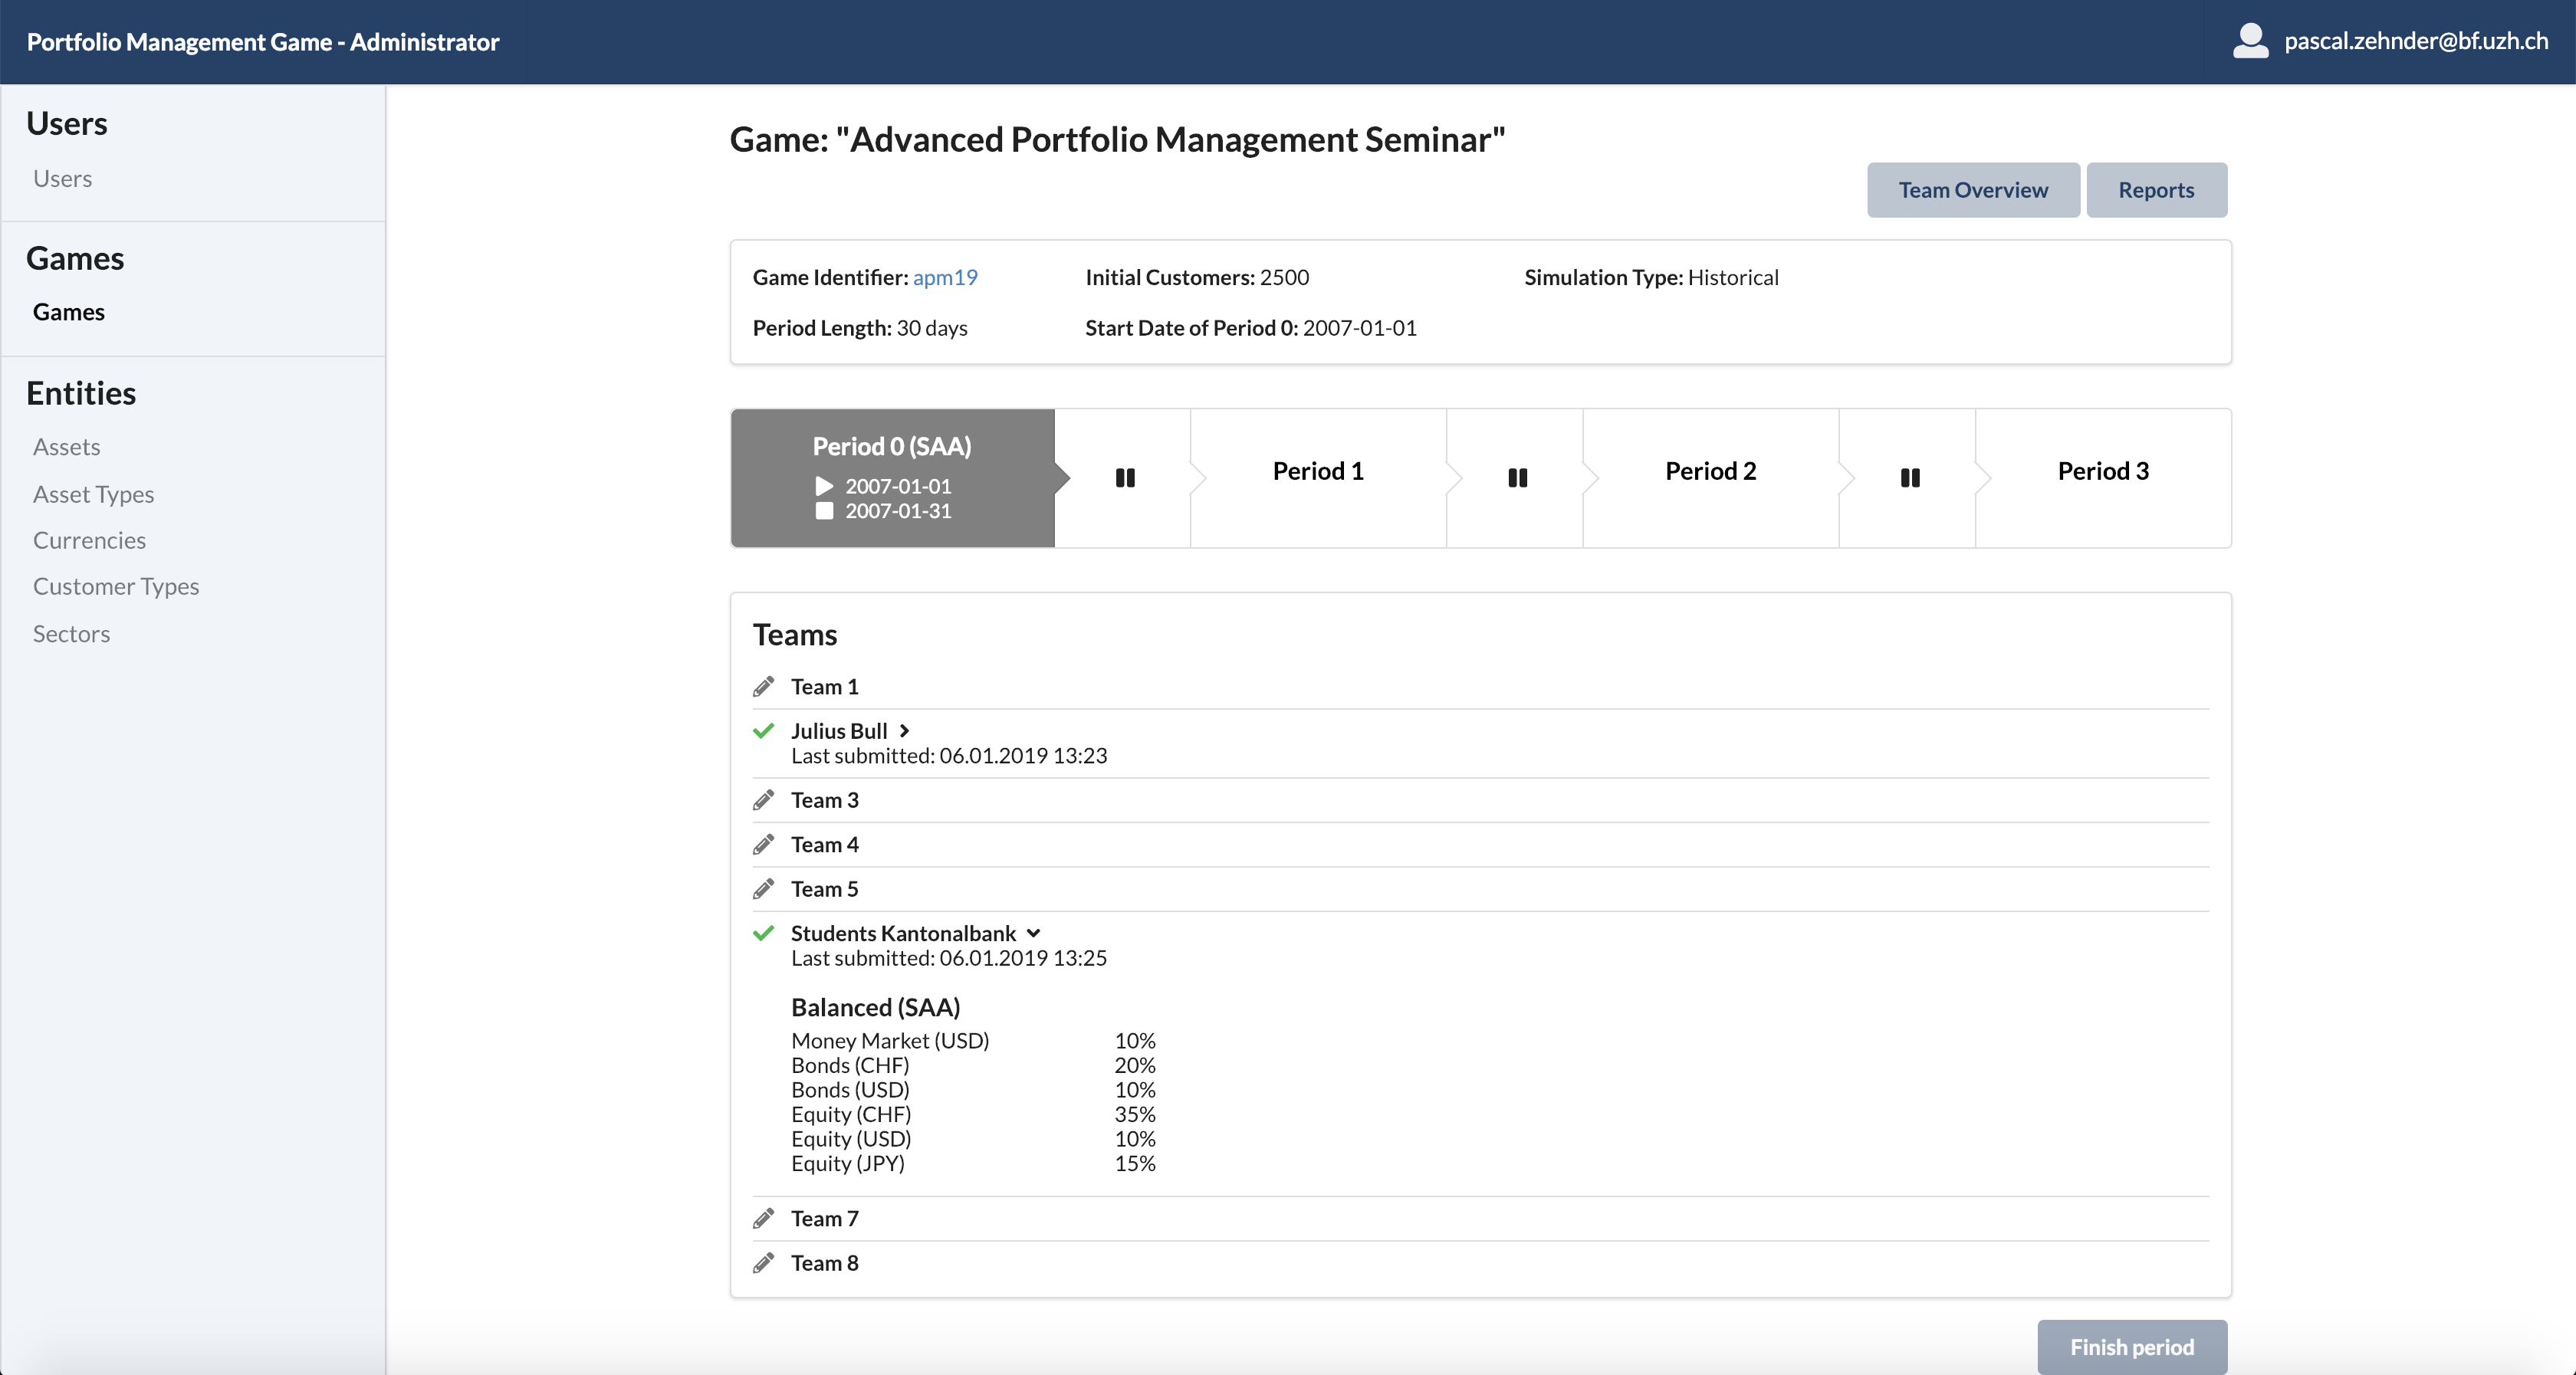 Portfolio Management Game - Administrator
pascal.zehnder@bf.uzh.ch
Users
Users
Games
Games
Entities
Assets
Asset Types
Currencies
Customer Types
Sectors
Game: "Advanced Portfolio Management Seminar"
Team Overview
Reports
Game Identifier: apm19
Initial Customers: 2500
Simulation Type: Historical
Period Length: 30 days
Start Date of Period 0: 2007-01-01
Period 0 (SAA)
2007-01-01
2007-01-31
Period 1
Period 2
Period 3
Teams
Team 1
Julius Bull
Last submitted: 06.01.2019 13:23
Team 3
Team 4
Team 5
Students Kantonalbank
Last submitted: 06.01.2019 13:25
Balanced (SAA)
Money Market (USD) 10%
Bonds (CHF) 20%
Bonds (USD) 10%
Equity (CHF) 35%
Equity (USD) 10%
Equity (JPY) 15%
Team 7
Team 8
Finish period